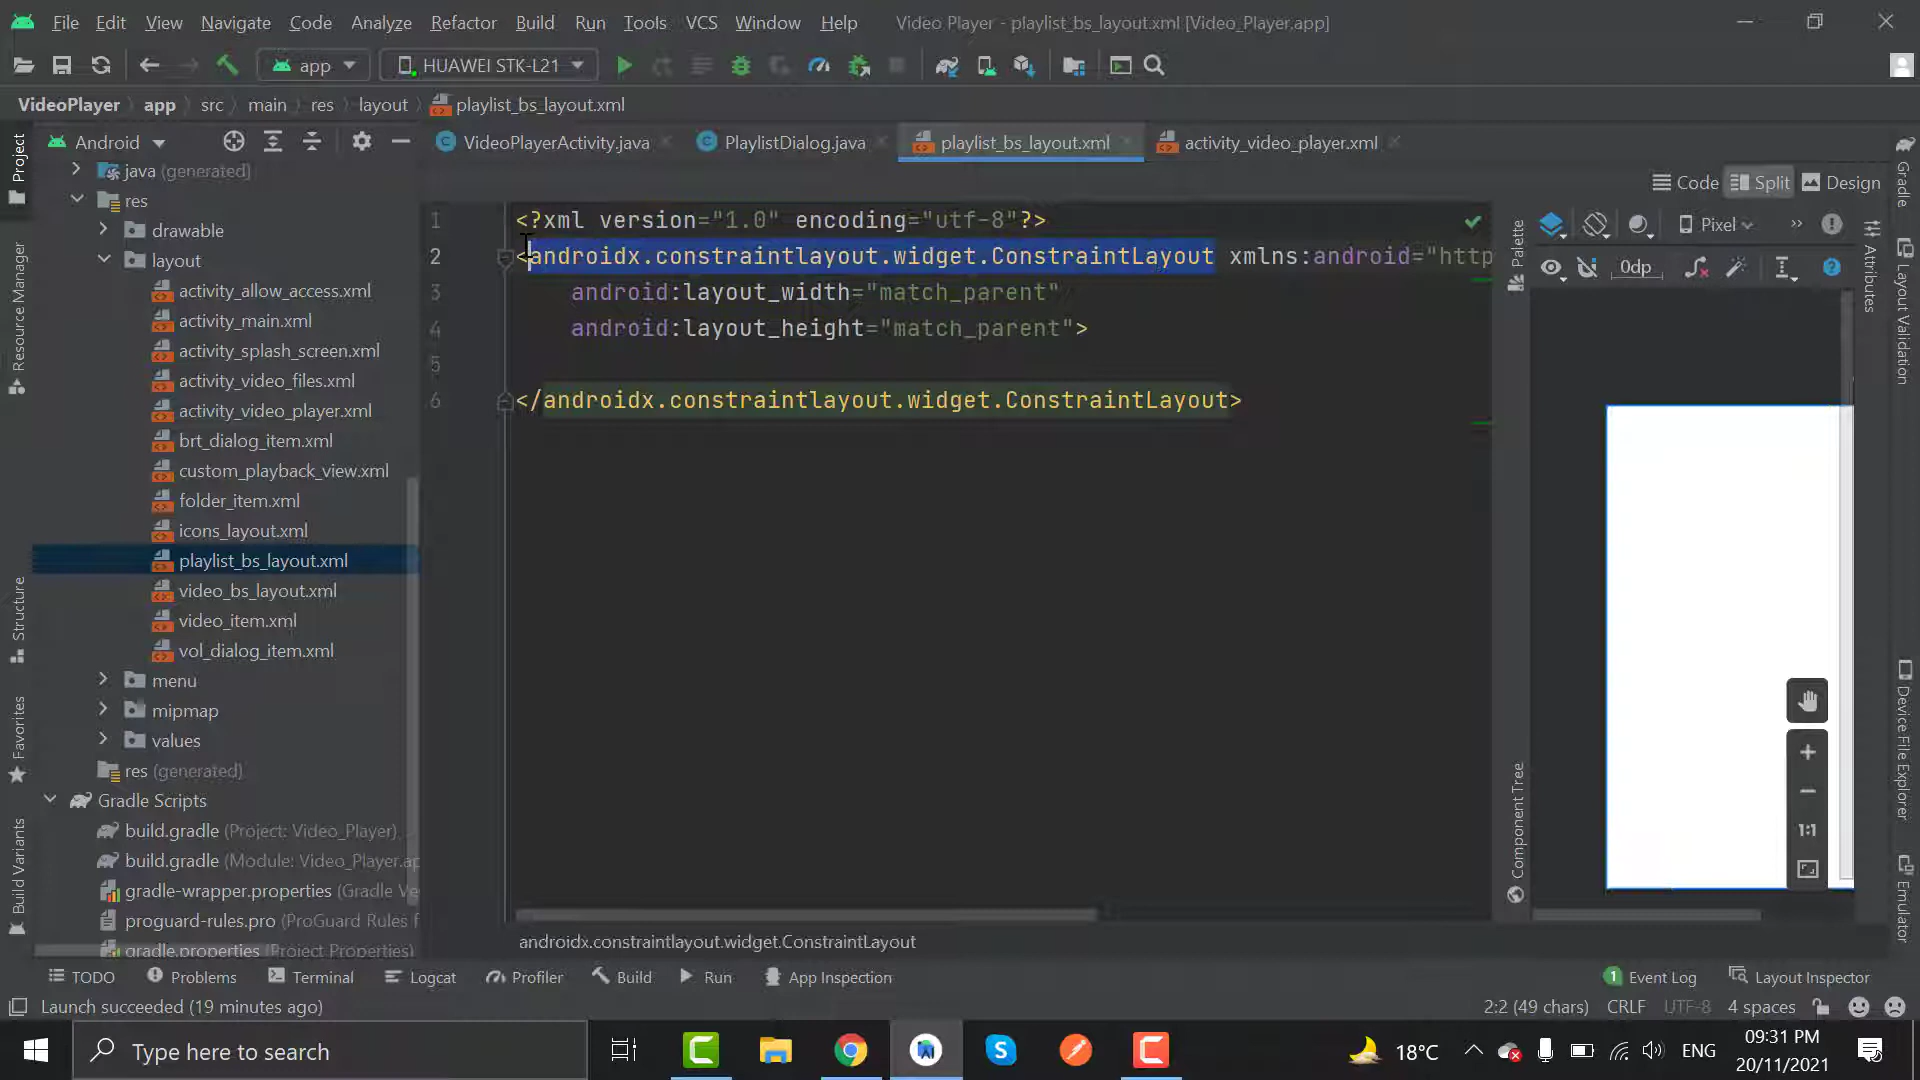 File Edit View Navigate Code Analyze Refactor Build Run Tools VCS Window Help Video Player - playlist_bs_layout.xml [Video_Player.app]
app HUAWEI STK-L21
VideoPlayer app src main res layout playlist_bs_layout.xml
Android VideoPlayerActivity.java PlaylistDialog.java playlist_bs_layout.xml activity_video_player.xml
Code Split Design
Pixel
0dp
java (generated)
res
drawable
layout
activity_allow_access.xml
activity_main.xml
activity_splash_screen.xml
activity_video_files.xml
activity_video_player.xml
brt_dialog_item.xml
custom_playback_view.xml
folder_item.xml
icons_layout.xml
playlist_bs_layout.xml
video_bs_layout.xml
video_item.xml
vol_dialog_item.xml
menu
mipmap
values
res (generated)
Gradle Scripts
build.gradle (Project: Video_Player)
build.gradle (Module: Video_Player.ap
gradle-wrapper.properties (Gradle Ve
proguard-rules.pro (ProGuard Rules f
gradle.properties (Project Properties)
1 <?xml version="1.0" encoding="utf-8"?>
2 <androidx.constraintlayout.widget.ConstraintLayout xmlns:android="http
3 android:layout_width="match_parent"
4 android:layout_height="match_parent">
5
6 </androidx.constraintlayout.widget.ConstraintLayout>
androidx.constraintlayout.widget.ConstraintLayout
Project
Resource Manager
Structure
Favorites
Build Variants
Palette
Component Tree
1:1
Gradle
Attributes
Layout Validation
Device File Explorer
Emulator
TODO Problems Terminal Logcat Profiler Build Run App Inspection 1 Event Log Layout Inspector
Launch succeeded (19 minutes ago) 2:2 (49 chars) CRLF UTF-8 4 spaces
Type here to search 18°C ENG 09:31 PM
20/11/2021